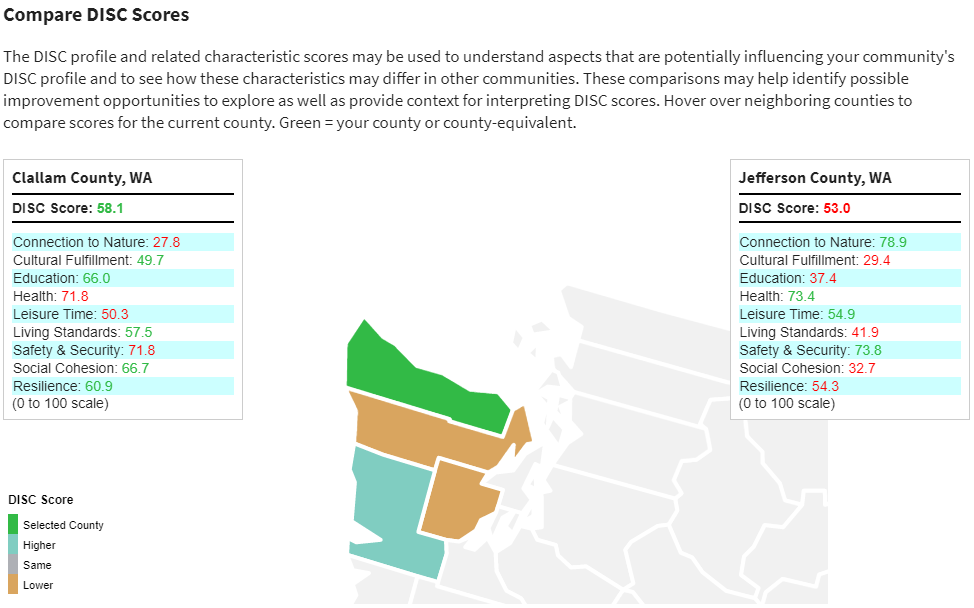 Compare DISC Scores
The DISC profile and related characteristic scores may be used to understand aspects that are potentially influencing your community's
DISC profile and to see how these characteristics may differ in other communities. These comparisons may help identify possible
improvement opportunities to explore as well as provide context for interpreting DISC scores. Hover over neighboring counties to
compare scores for the current county. Green = your county or county-equivalent.
Clallam County, WA
DISC Score: 58.1
Connection to Nature: 27.8
Cultural Fulfillment: 49.7
Education: 66.0
Health: 71.8
Leisure Time: 50.3
Living Standards: 57.5
Safety & Security: 71.8
Social Cohesion: 66.7
Resilience: 60.9
(0 to 100 scale)
Jefferson County, WA
DISC Score: 53.0
Connection to Nature: 78.9
Cultural Fulfillment: 29.4
Education: 37.4
Health: 73.4
Leisure Time: 54.9
Living Standards: 41.9
Safety & Security: 73.8
Social Cohesion: 32.7
Resilience: 54.3
(0 to 100 scale)
DISC Score
Selected County
Higher
Same
Lower